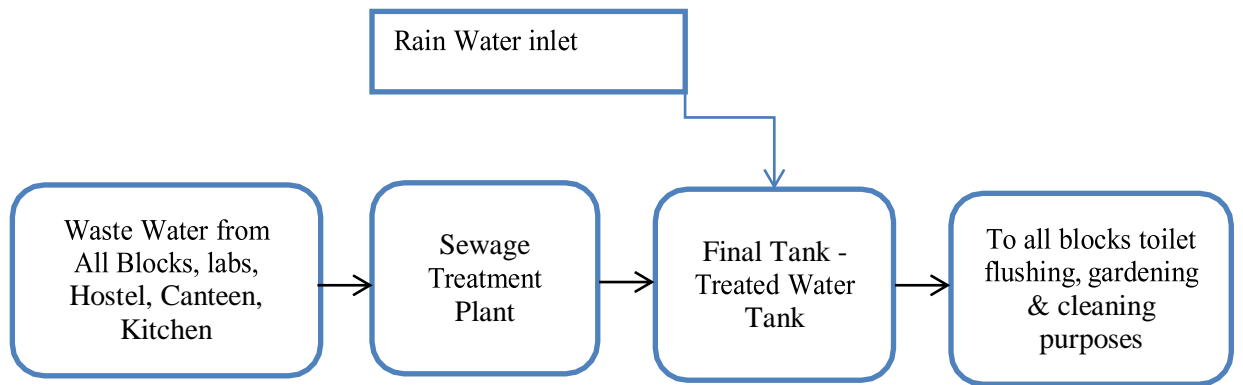 Rain Water inlet
Waste Water from
All Blocks, labs,
Hostel, Canteen,
Kitchen
Sewage
Treatment
Plant
Final Tank -
Treated Water
Tank
To all blocks toilet
flushing, gardening
& cleaning
purposes